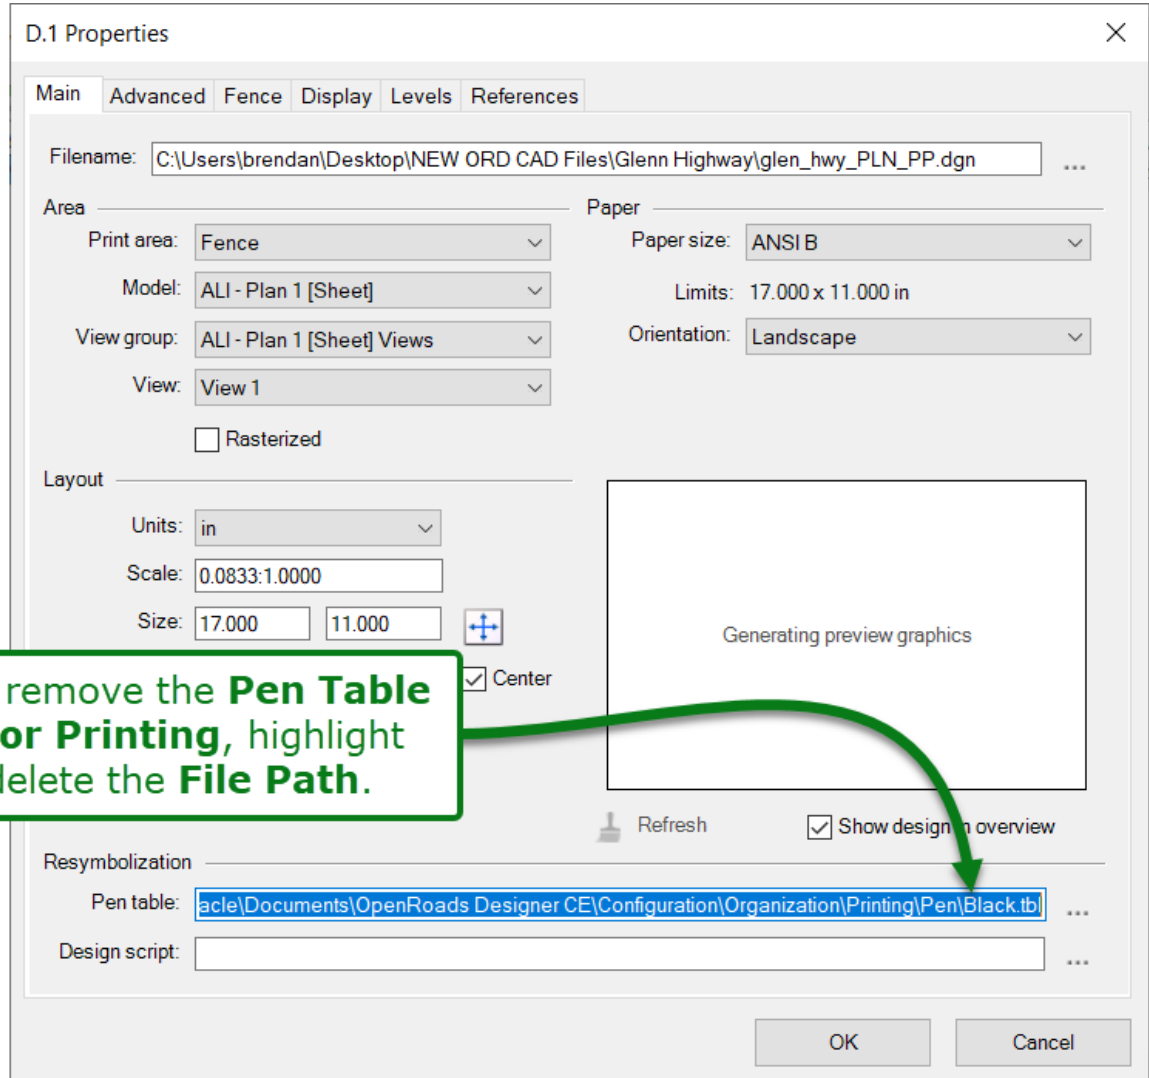 D.1 Properties
Main Advanced Fence Display Levels References
Filename: C:\Users\brendan\Desktop\NEW ORD CAD Files\Glenn Highway\glen_hwy_PLN_PP.dgn ...
Area Paper
Print area: Fence Paper size: ANSI B
Model: ALI - Plan 1 [Sheet] Limits: 17.000 x 11.000 in
View group: ALI - Plan 1 [Sheet] Views Orientation: Landscape
View: View 1
Rasterized
Layout
Units: in
Scale: 0.0833:1.0000
Size: 17.000 11.000
Generating preview graphics
Center
remove the Pen Table
or Printing, highlight
delete the File Path.
Refresh Show design in overview
Resymbolization
Pen table: acle\Documents\OpenRoads Designer CE\Configuration\Organization\Printing\Pen\Black.tbl ...
Design script: ...
OK Cancel